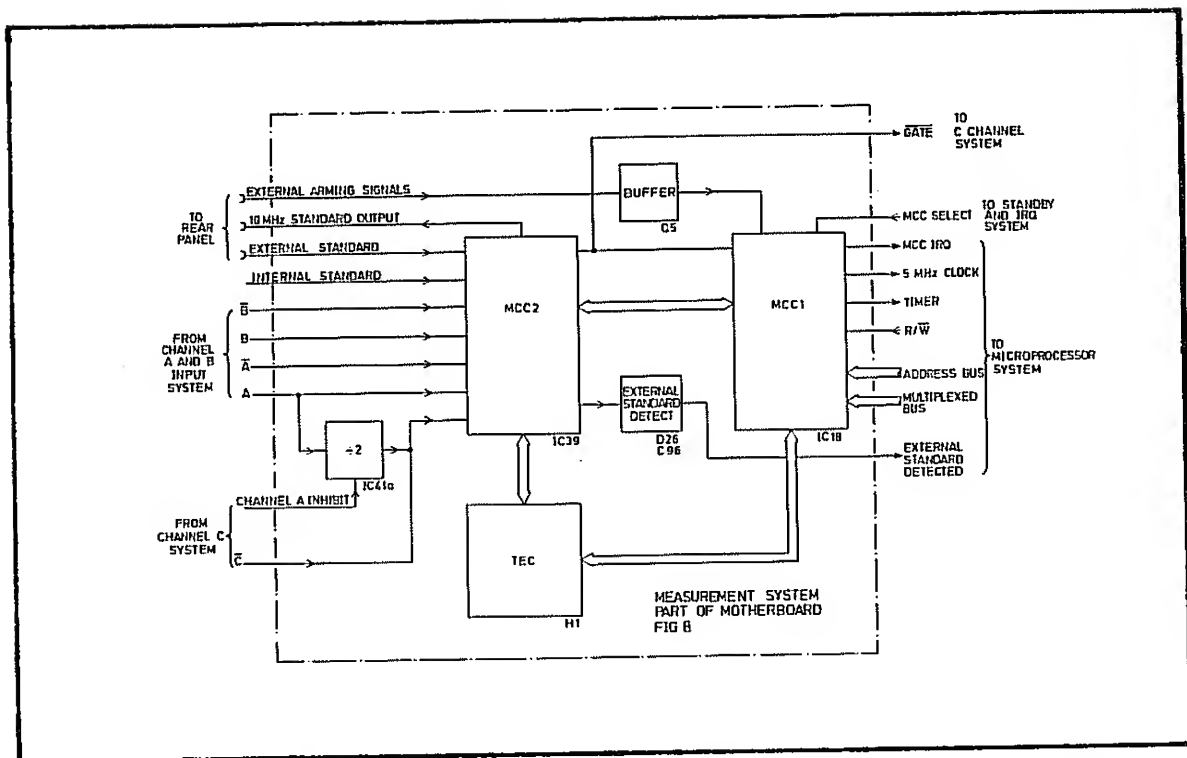 EXTERNAL ARMING SIGNALS
10 MHz STANDARD OUTPUT
EXTERNAL STANDARD
TO
REAR
PANEL
INTERNAL STANDARD
B̅
B
A̅
A
FROM
CHANNEL
A AND B
INPUT
SYSTEM
÷2
IC41a
CHANNEL A INHIBIT
C̅
FROM
CHANNEL C
SYSTEM
BUFFER
Q5
MCC2
IC39
MCC1
IC18
EXTERNAL
STANDARD
DETECT
D26
C96
TEC
H1
MEASUREMENT SYSTEM
PART OF MOTHERBOARD
FIG 8
G̅A̅T̅E̅
TO
C CHANNEL
SYSTEM
MCC SELECT
TO STANDBY
AND IRQ
SYSTEM
MCC IRQ
5 MHz CLOCK
TIMER
R/W̅
ADDRESS BUS
MULTIPLEXED
BUS
EXTERNAL
STANDARD
DETECTED
TO
MICROPROCESSOR
SYSTEM